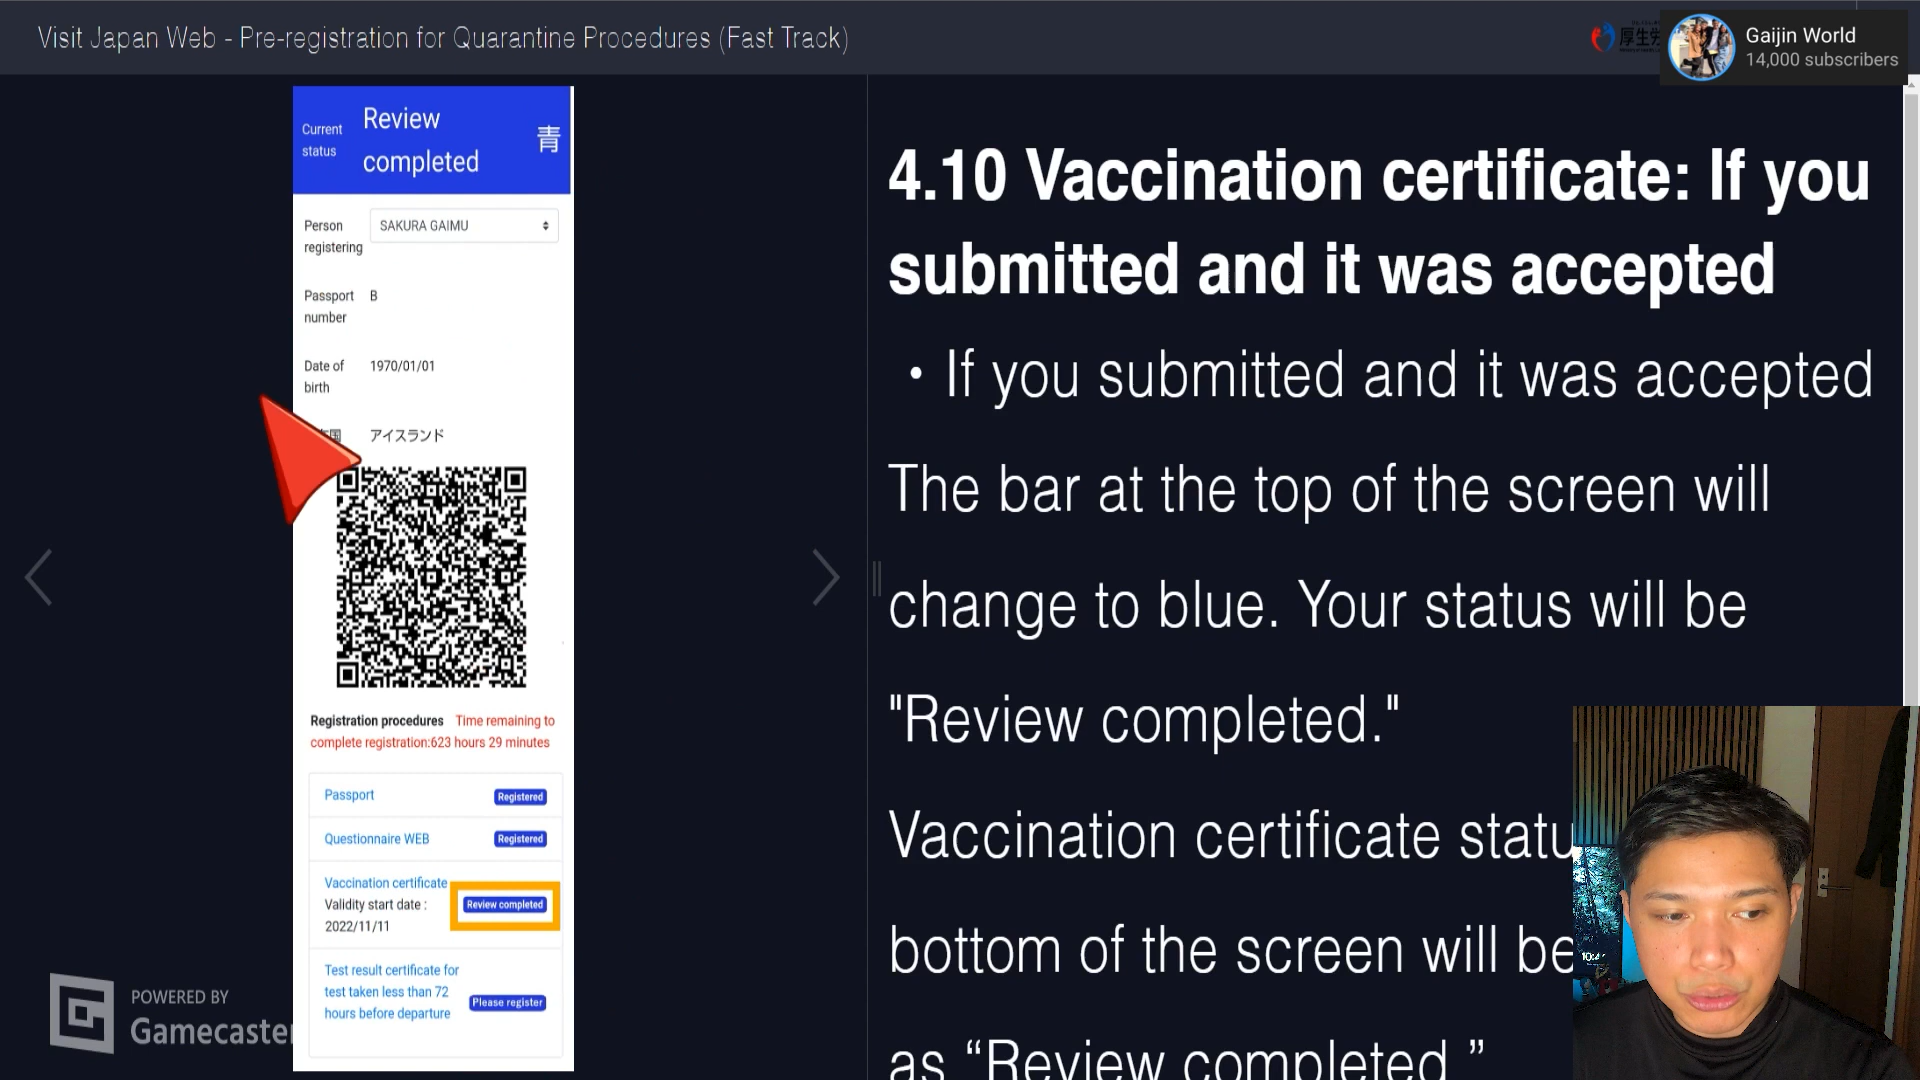 Visit Japan Web - Pre-registration for Quarantine Procedures (Fast Track)
厚生労
Gaijin World
14,000 subscribers
Current
status
Review
completed
青
Person
registering
SAKURA GAIMU
Passport
number
B
Date of
birth
1970/01/01
国
アイスランド
Registration procedures Time remaining to
complete registration:623 hours 29 minutes
Passport
Registered
Questionnaire WEB
Registered
Vaccination certificate
Validity start date :
2022/11/11
Review completed
Test result certificate for
test taken less than 72
hours before departure
Please register
POWERED BY
Gamecaster
4.10 Vaccination certificate: If you
submitted and it was accepted
• If you submitted and it was accepted
The bar at the top of the screen will
change to blue. Your status will be
"Review completed."
Vaccination certificate statu
bottom of the screen will be
as “Review completed.”